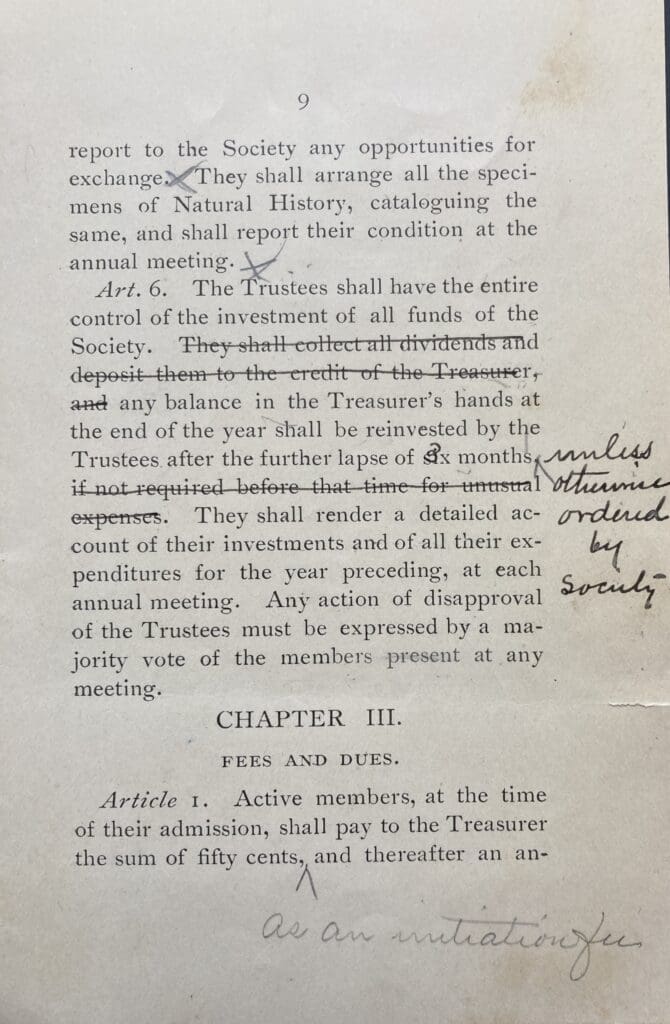 9
report to the Society any opportunities for
exchange. They shall arrange all the speci-
mens of Natural History, cataloguing the
same, and shall report their condition at the
annual meeting.
Art. 6. The Trustees shall have the entire
control of the investment of all funds of the
Society. They shall collect all dividends and
deposit them to the credit of the Treasurer,
and any balance in the Treasurer's hands at
the end of the year shall be reinvested by the
Trustees after the further lapse of six months,
if not required before that time for unusual
expenses. They shall render a detailed ac-
count of their investments and of all their ex-
penditures for the year preceding, at each
annual meeting. Any action of disapproval
of the Trustees must be expressed by a ma-
jority vote of the members present at any
meeting.
unless
otherwise
ordered
by
Society
CHAPTER III.
FEES AND DUES.
Article 1. Active members, at the time
of their admission, shall pay to the Treasurer
the sum of fifty cents, and thereafter an an-
as an initiation fee